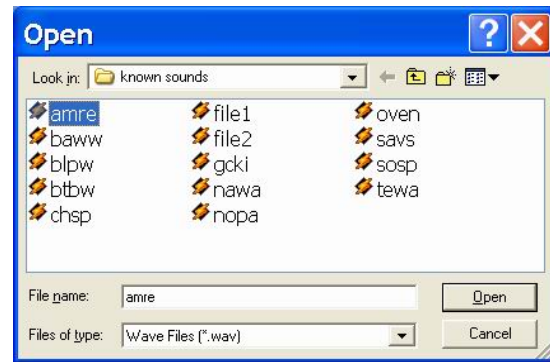 Open
Look in: known sounds
amre
baww
blpw
btbw
chsp
file1
file2
gcki
nawa
nopa
oven
savs
sosp
tewa
File name: amre Open
Files of type: Wave Files (*.wav) Cancel